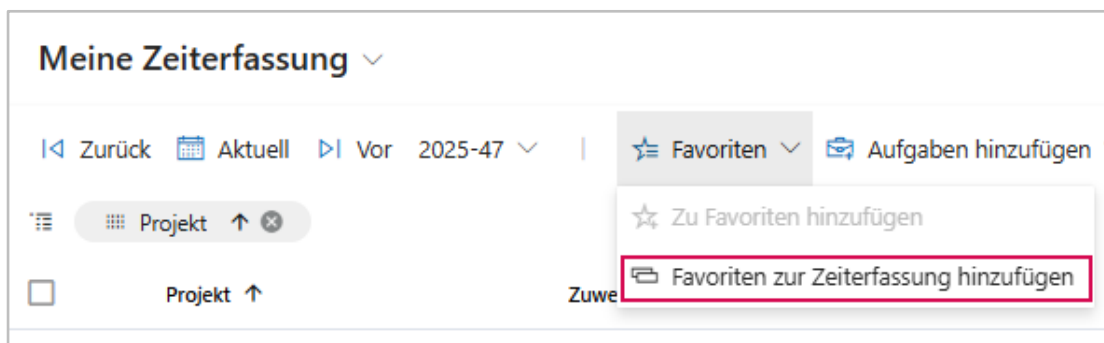 Meine Zeiterfassung
Zurück Aktuell Vor 2025-47 Favoriten Aufgaben hinzufügen
Zu Favoriten hinzufügen
Projekt
Favoriten zur Zeiterfassung hinzufügen
Projekt Zuwe